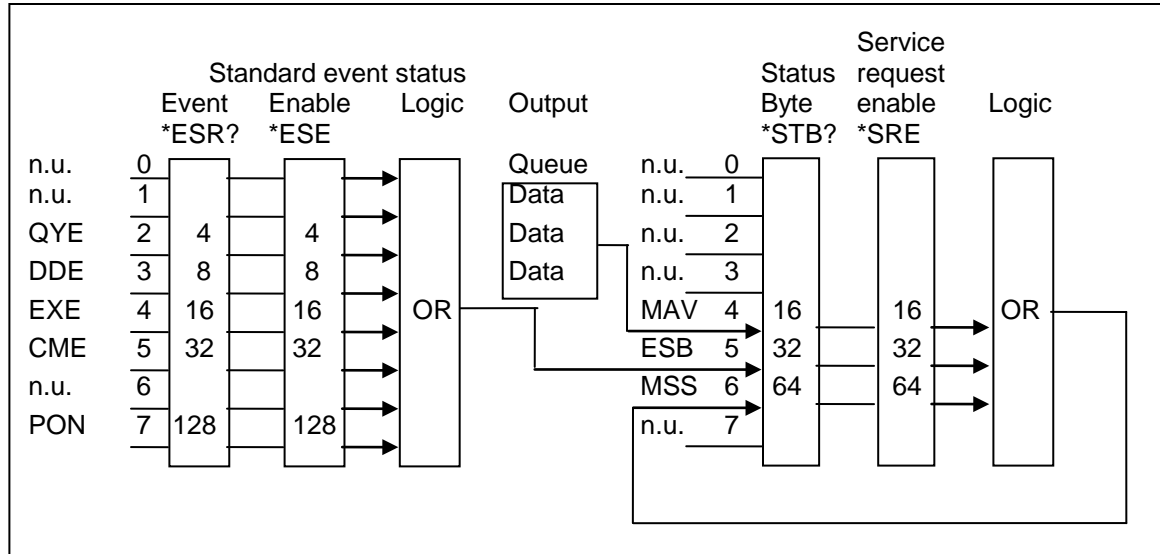 Service
Standard event status Status request
Event Enable Logic Output Byte enable Logic
*ESR? *ESE *STB? *SRE
n.u. 0 Queue n.u. 0
n.u. 1 Data n.u. 1
QYE 2 4 4 Data n.u. 2
DDE 3 8 8 Data n.u. 3
EXE 4 16 16 OR MAV 4 16 16 OR
CME 5 32 32 ESB 5 32 32
n.u. 6 MSS 6 64 64
PON 7 128 128 n.u. 7